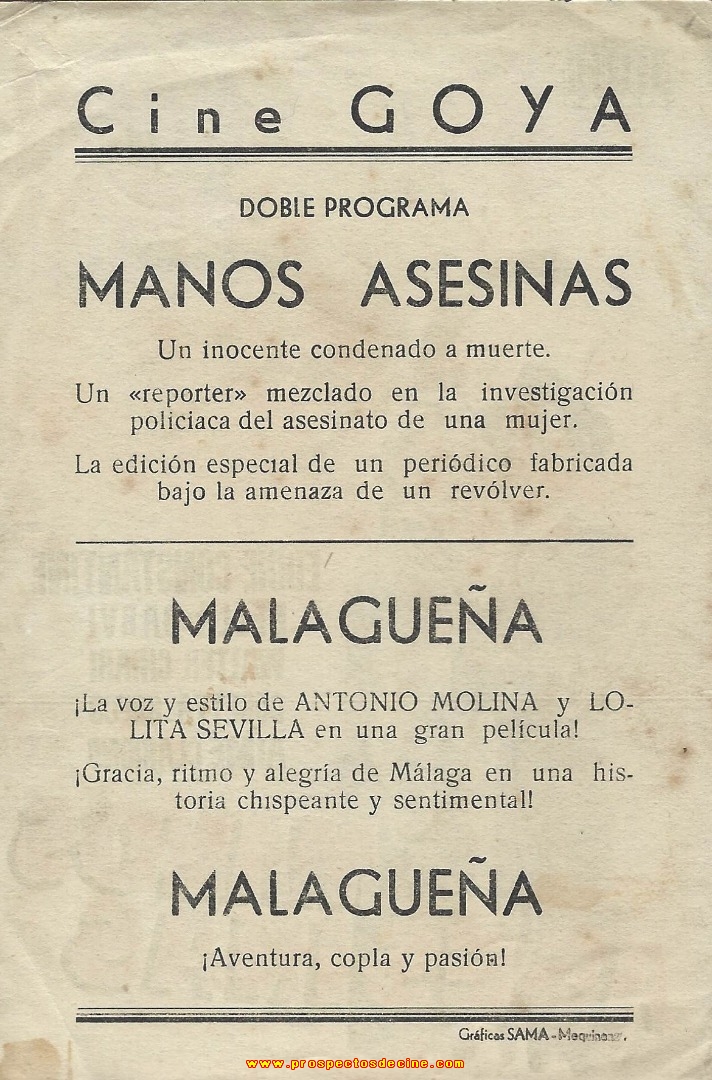 Cine GOYA
DOBLE PROGRAMA
MANOS ASESINAS
Un inocente condenado a muerte.
Un «reporter» mezclado en la investigación
policiaca del asesinato de una mujer.
La edición especial de un periódico fabricada
bajo la amenaza de un revólver.
MALAGUEÑA
¡La voz y estilo de ANTONIO MOLINA y LO-
LITA SEVILLA en una gran película!
¡Gracia, ritmo y alegría de Málaga en una his-
toria chispeante y sentimental!
MALAGUEÑA
¡Aventura, copla y pasión!
Gráficas SAMA -
www.prospectosdecine.com